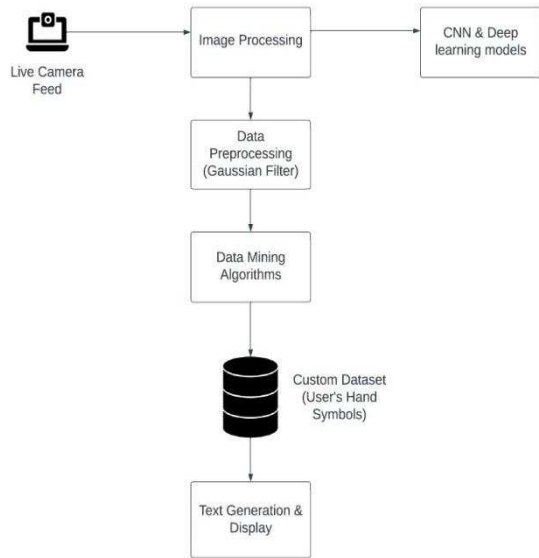 Live Camera
Feed
Image Processing
CNN & Deep
learning models
Data
Preprocessing
(Gaussian Filter)
Data Mining
Algorithms
Custom Dataset
(User's Hand
Symbols)
Text Generation &
Display